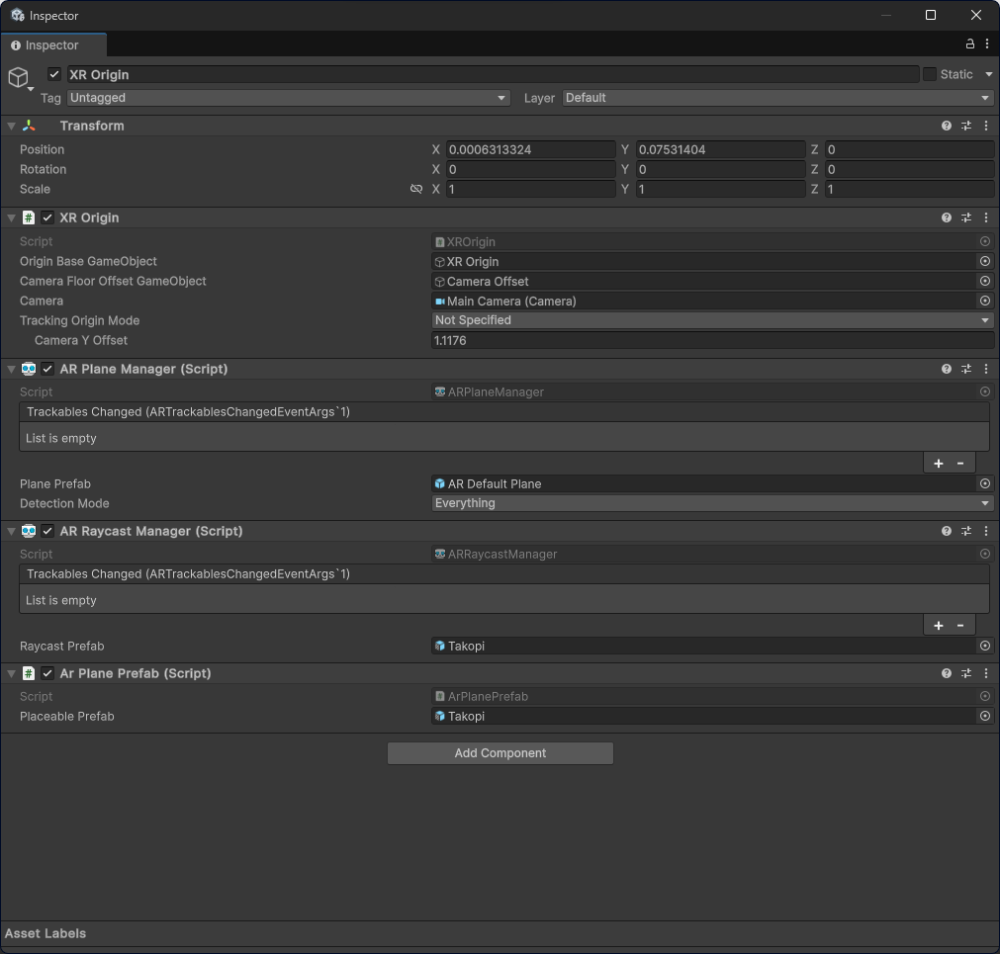 Inspector
Inspector
XR Origin Static
Tag Untagged Layer Default
Transform
Position X 0.0006313324 Y 0.07531404 Z 0
Rotation X 0 Y 0 Z 0
Scale X 1 Y 1 Z 1
# XR Origin
Script XROrigin
Origin Base GameObject XR Origin
Camera Floor Offset GameObject Camera Offset
Camera Main Camera (Camera)
Tracking Origin Mode Not Specified
Camera Y Offset 1.1176
AR Plane Manager (Script)
Script ARPlaneManager
Trackables Changed (ARTrackablesChangedEventArgs`1)
List is empty
+ -
Plane Prefab AR Default Plane
Detection Mode Everything
AR Raycast Manager (Script)
Script ARRaycastManager
Trackables Changed (ARTrackablesChangedEventArgs`1)
List is empty
+ -
Raycast Prefab Takopi
# Ar Plane Prefab (Script)
Script ArPlanePrefab
Placeable Prefab Takopi
Add Component
Asset Labels